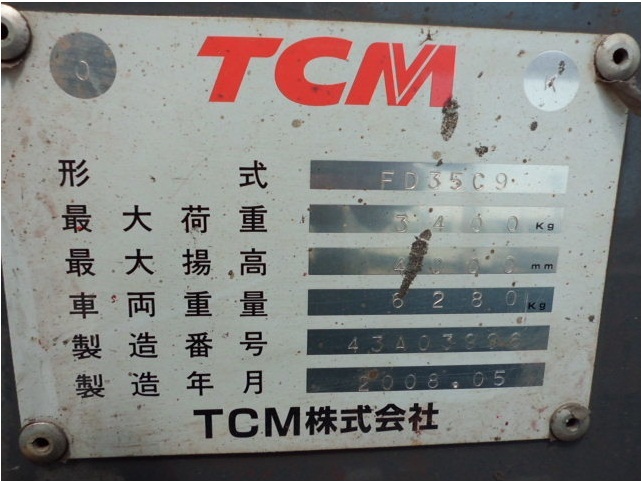 TCM
形式 FD35C9
最大荷重 3400 Kg
最大揚高 mm
車両重量 6280 Kg
製造番号
製造年月 2008.05
TCM株式会社